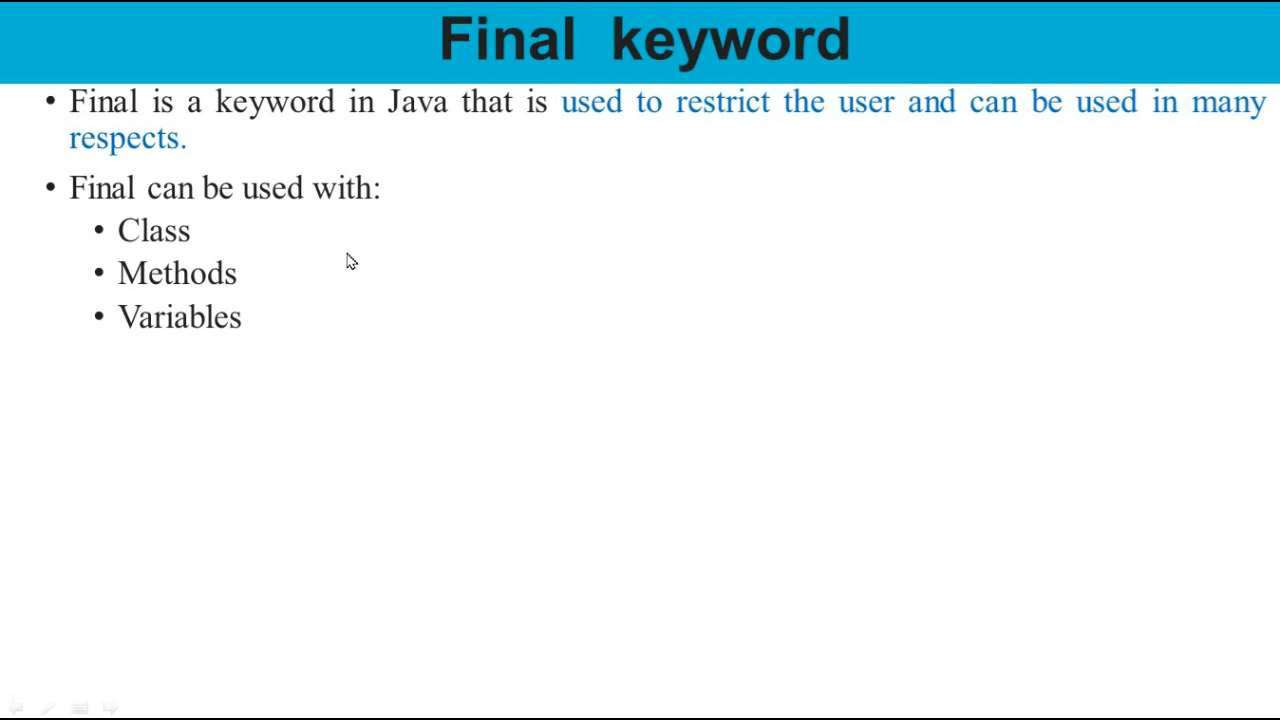 Final keyword
• Final is a keyword in Java that is used to restrict the user and can be used in many
respects.
• Final can be used with:
• Class
• Methods
• Variables